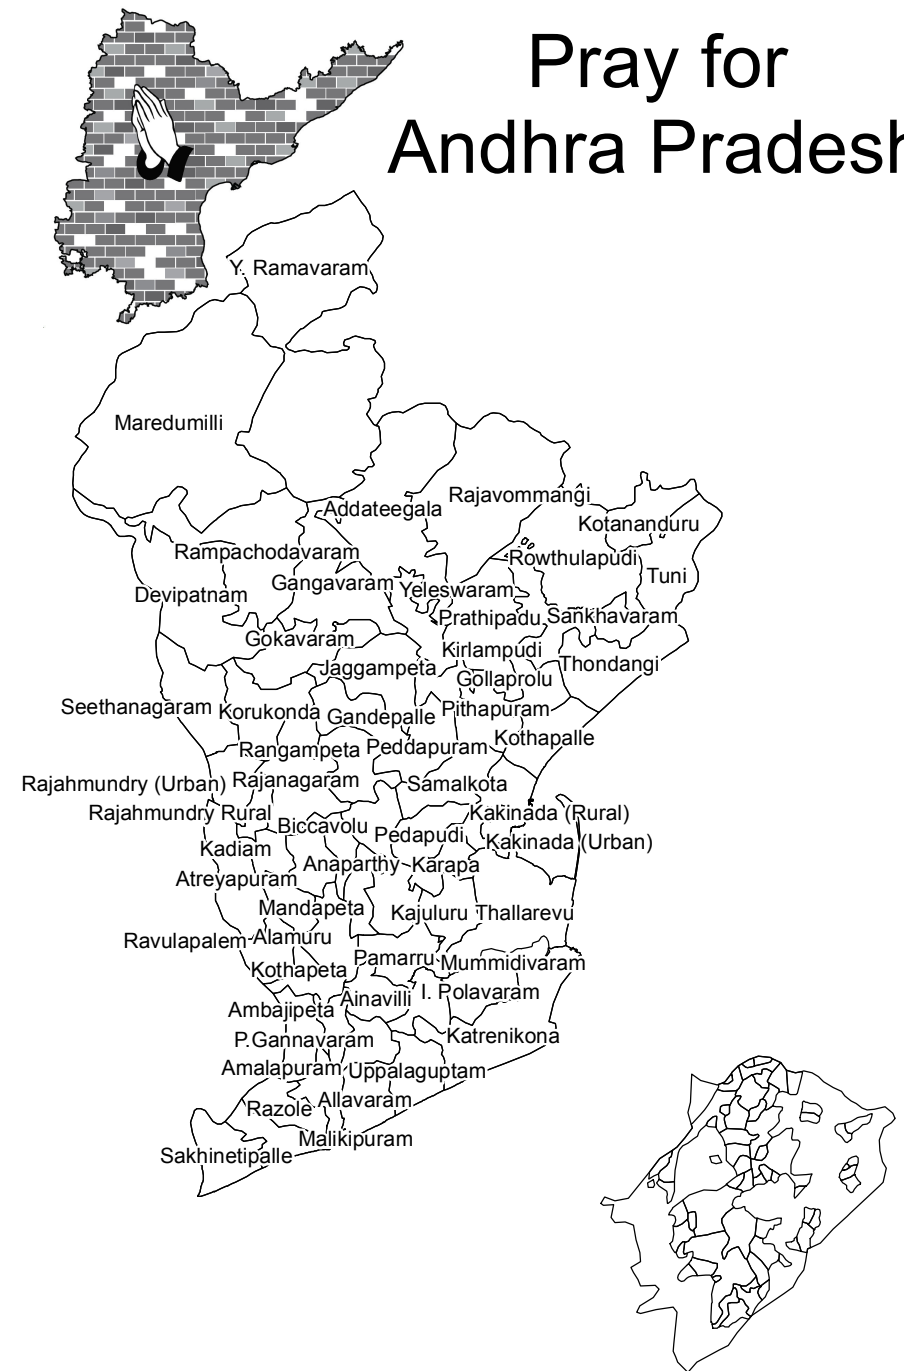 Pray for
Andhra Pradesh
Y. Ramavaram
Maredumilli
Rajavommangi
Addateegala
Kotananduru
Rampachodavaram
Rowthulapudi
Tuni
Gangavaram
Yeleswaram
Devipatnam
Prathipadu
Sankhavaram
Gokavaram
Kirlampudi
Jaggampeta
Thondangi
Gollaprolu
Seethanagaram
Korukonda
Gandepalle
Pithapuram
Rangampeta
Peddapuram
Kothapalle
Rajahmundry (Urban)
Rajanagaram
Samalkota
Rajahmundry Rural
Kakinada (Rural)
Biccavolu
Pedapudi
Kakinada (Urban)
Kadiam
Anaparthy
Karapa
Atreyapuram
Mandapeta
Kajuluru
Thallarevu
Ravulapalem
Alamuru
Pamarru
Mummidivaram
Kothapeta
Ainavilli
I. Polavaram
Ambajipeta
P.Gannavaram
Katrenikona
Amalapuram
Uppalaguptam
Razole
Allavaram
Malikipuram
Sakhinetipalle